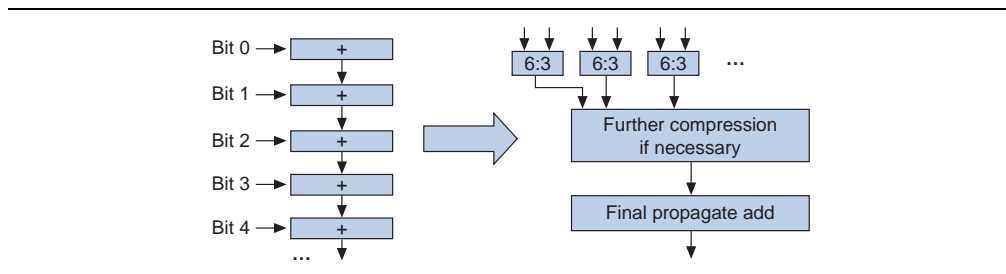 Bit 0
+
Bit 1
+
Bit 2
+
Bit 3
+
Bit 4
+
...
6:3
6:3
6:3
...
Further compression
if necessary
Final propagate add